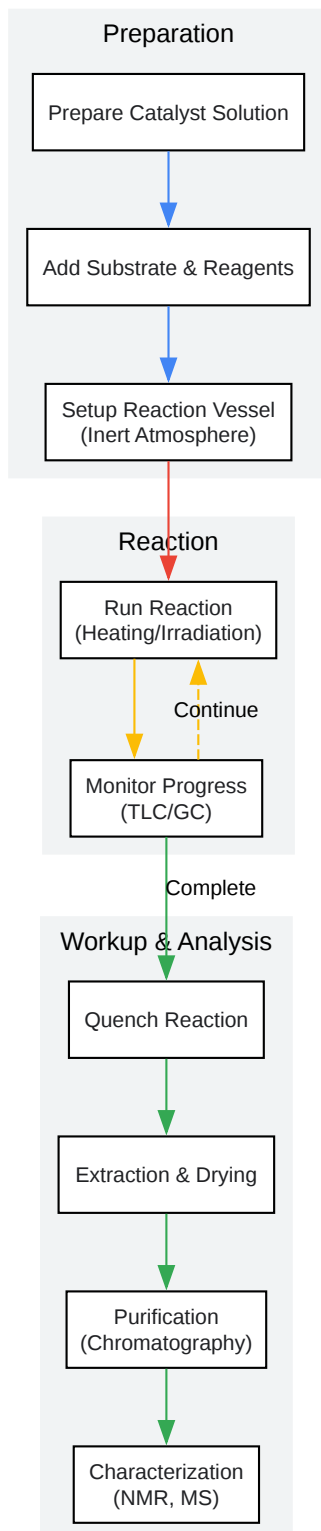 Preparation
Prepare Catalyst Solution
Add Substrate & Reagents
Setup Reaction Vessel
(Inert Atmosphere)
Reaction
Run Reaction
(Heating/Irradiation)
Continue
Monitor Progress
(TLC/GC)
Complete
Workup & Analysis
Quench Reaction
Extraction & Drying
Purification
(Chromatography)
Characterization
(NMR, MS)